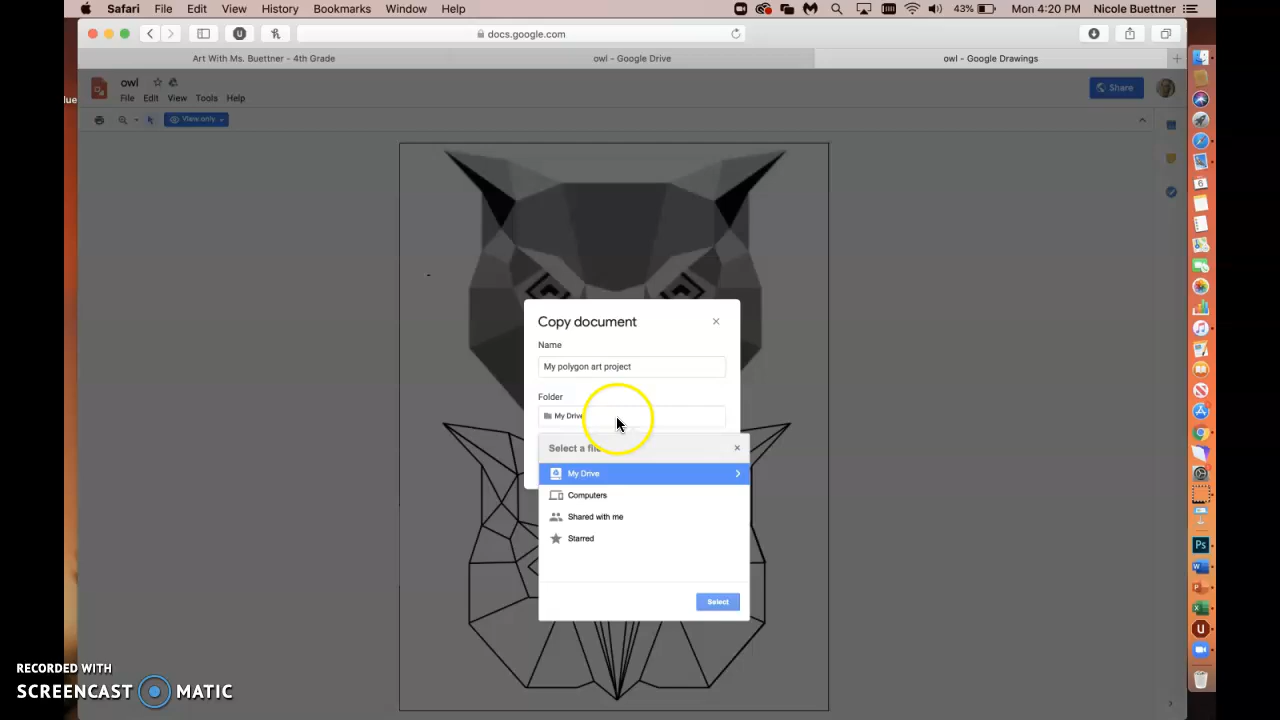 Safari File Edit View History Bookmarks Window Help 43% Mon 4:20 PM Nicole Buettner
docs.google.com
Art With Ms. Buettner - 4th Grade owl - Google Drive owl - Google Drawings
owl
File Edit View Tools Help
Share
View only
Copy document
Name
My polygon art project
Folder
My Drive
Select a
My Drive
Computers
Shared with me
Starred
Select
RECORDED WITH
SCREENCAST MATIC